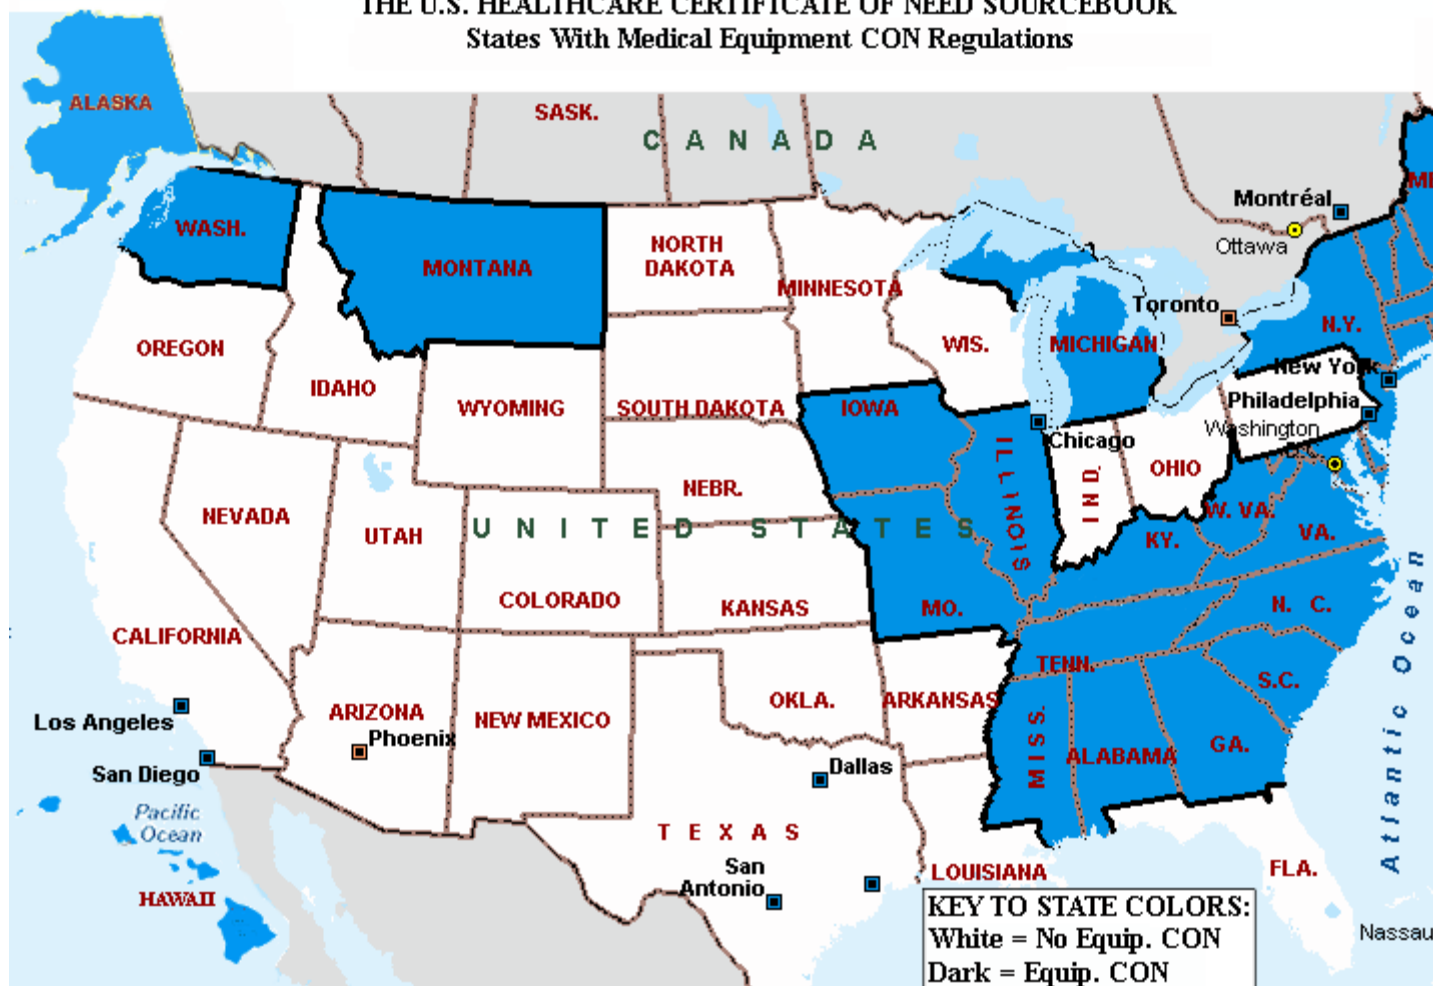 THE U.S. HEALTHCARE CERTIFICATE OF NEED SOURCEBOOK
States With Medical Equipment CON Regulations
ALASKA
SASK.
CANADA
WASH.
MONTANA
NORTH
DAKOTA
MINNESOTA
Montréal
Ottawa
Toronto
N.Y.
OREGON
IDAHO
WYOMING
SOUTH DAKOTA
WIS.
MICHIGAN
New York
Philadelphia
Washington
IOWA
Chicago
ILLINOIS
IND.
OHIO
NEBR.
NEVADA
UTAH
UNITED STATES
W. VA.
VA.
KY.
COLORADO
KANSAS
MO.
N. C.
CALIFORNIA
TENN.
S.C.
Los Angeles
ARIZONA
Phoenix
NEW MEXICO
OKLA.
ARKANSAS
MISS.
ALABAMA
GA.
San Diego
Dallas
Pacific
Ocean
Atlantic Ocean
TEXAS
San
Antonio
LOUISIANA
FLA.
HAWAII
Nassau
KEY TO STATE COLORS:
White = No Equip. CON
Dark = Equip. CON